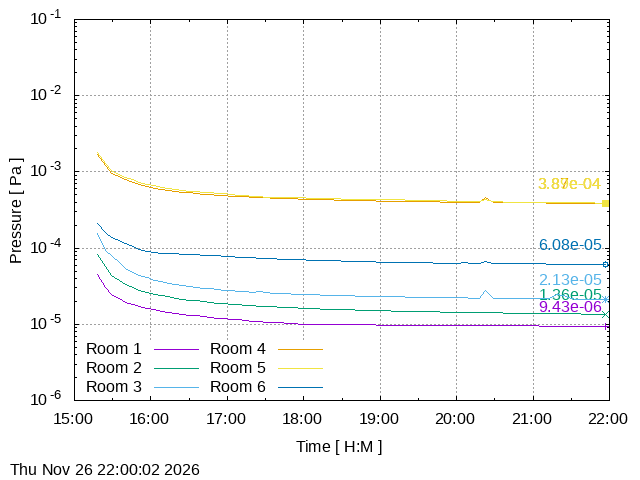 10^-1
10^-2
10^-3
10^-4
10^-5
10^-6
Pressure [ Pa ]
3.87e-04
6.08e-05
2.13e-05
1.36e-05
9.43e-06
Room 1 Room 4
Room 2 Room 5
Room 3 Room 6
15:00 16:00 17:00 18:00 19:00 20:00 21:00 22:00
Time [ H:M ]
Thu Nov 26 22:00:02 2026